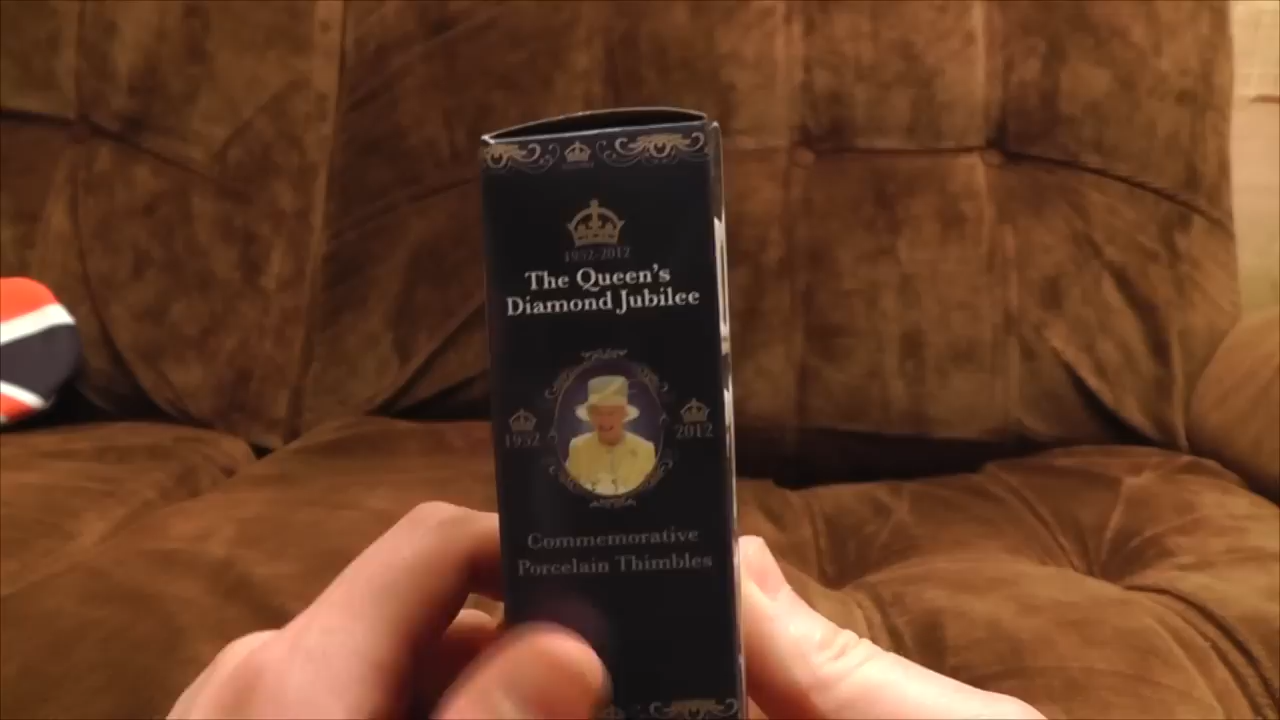 1952-2012
The Queen's
Diamond Jubilee
1952
2012
Commemorative
Porcelain Thimbles